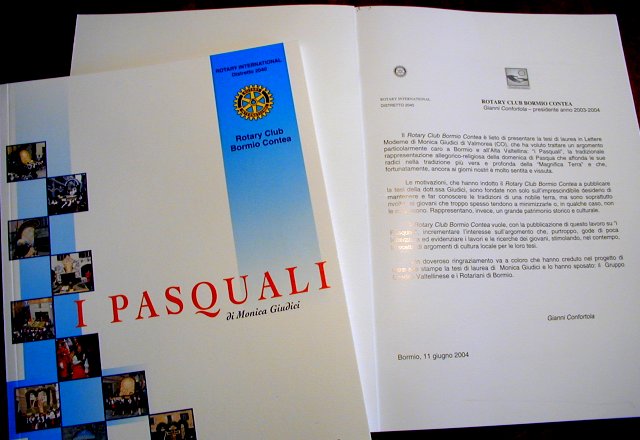 ROTARY INTERNATIONAL
Distretto 2040
Rotary Club
Bormio Contea
I PASQUALI
di Monica Giudici
ROTARY INTERNATIONAL
DISTRETTO 2040
ROTARY CLUB BORMIO CONTEA
Gianni Confortola – presidente anno 2003-2004
Il Rotary Club Bormio Contea è lieto di presentare la tesi di laurea in Lettere
Moderne di Monica Giudici di Valmorea (CO), che ha voluto trattare un argomento
particolarmente caro a Bormio e all'Alta Valtellina: "i Pasquali", la tradizionale
rappresentazione allegorico-religiosa della domenica di Pasqua che affonda le sue
radici nella tradizione più vera e profonda della "Magnifica Terra" e che,
fortunatamente, ancora ai giorni nostri è molto sentita e vissuta.
Le motivazioni, che hanno indotto il Rotary Club Bormio Contea a pubblicare
la tesi della dott.ssa Giudici, sono fondate non solo sull'imprescindibile desiderio di
mantenere e far conoscere le tradizioni di una nobile terra, ma sono soprattutto
ai giovani che troppo spesso tendono a minimizzarle o, in qualche caso, non
le Rappresentano, invece, un grande patrimonio storico e culturale.
Rotary Club Bormio Contea vuole, con la pubblicazione di questo lavoro su "i
incrementare l'interesse sull'argomento che, purtroppo, gode di poca
ed evidenziare i lavori e le ricerche dei giovani, stimolando, nel contempo,
di argomenti di cultura locale per le loro tesi.
doveroso ringraziamento va a coloro che hanno creduto nel progetto di
stampe la tesi di laurea di Monica Giudici e lo hanno sposato: il Gruppo
Valtellinese e i Rotariani di Bormio.
Gianni Confortola
Bormio, 11 giugno 2004